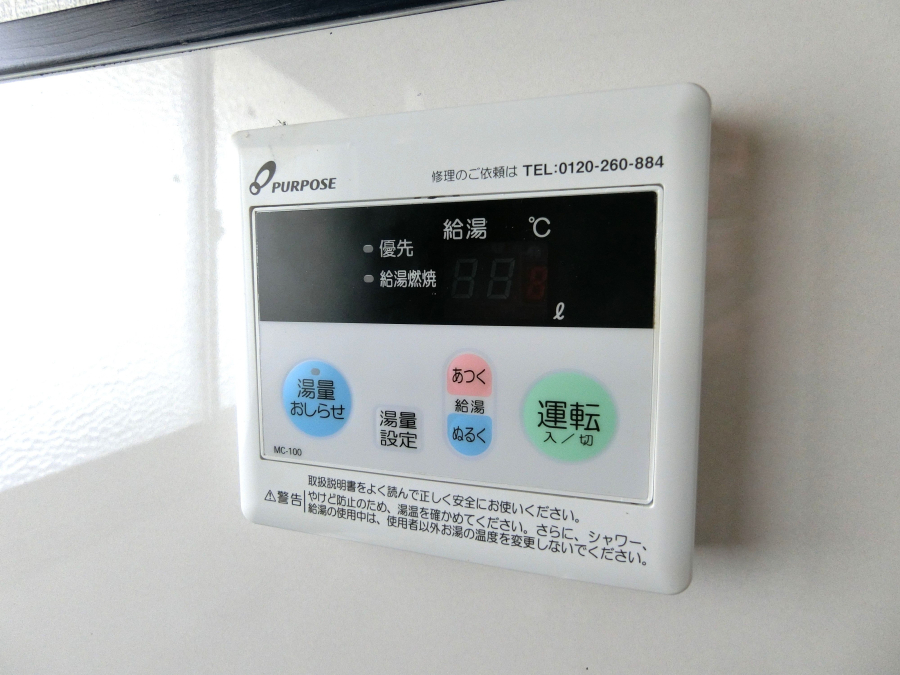 PURPOSE
修理のご依頼は TEL:0120-260-884
給湯 ℃
優先
給湯燃焼
ℓ
湯量
おしらせ
湯量
設定
あつく
給湯
ぬるく
運転
入/切
MC-100
⚠警告
取扱説明書をよく読んで正しく安全にお使いください。
やけど防止のため、湯温を確かめてください。さらに、シャワー、
給湯の使用中は、使用者以外お湯の温度を変更しないでください。